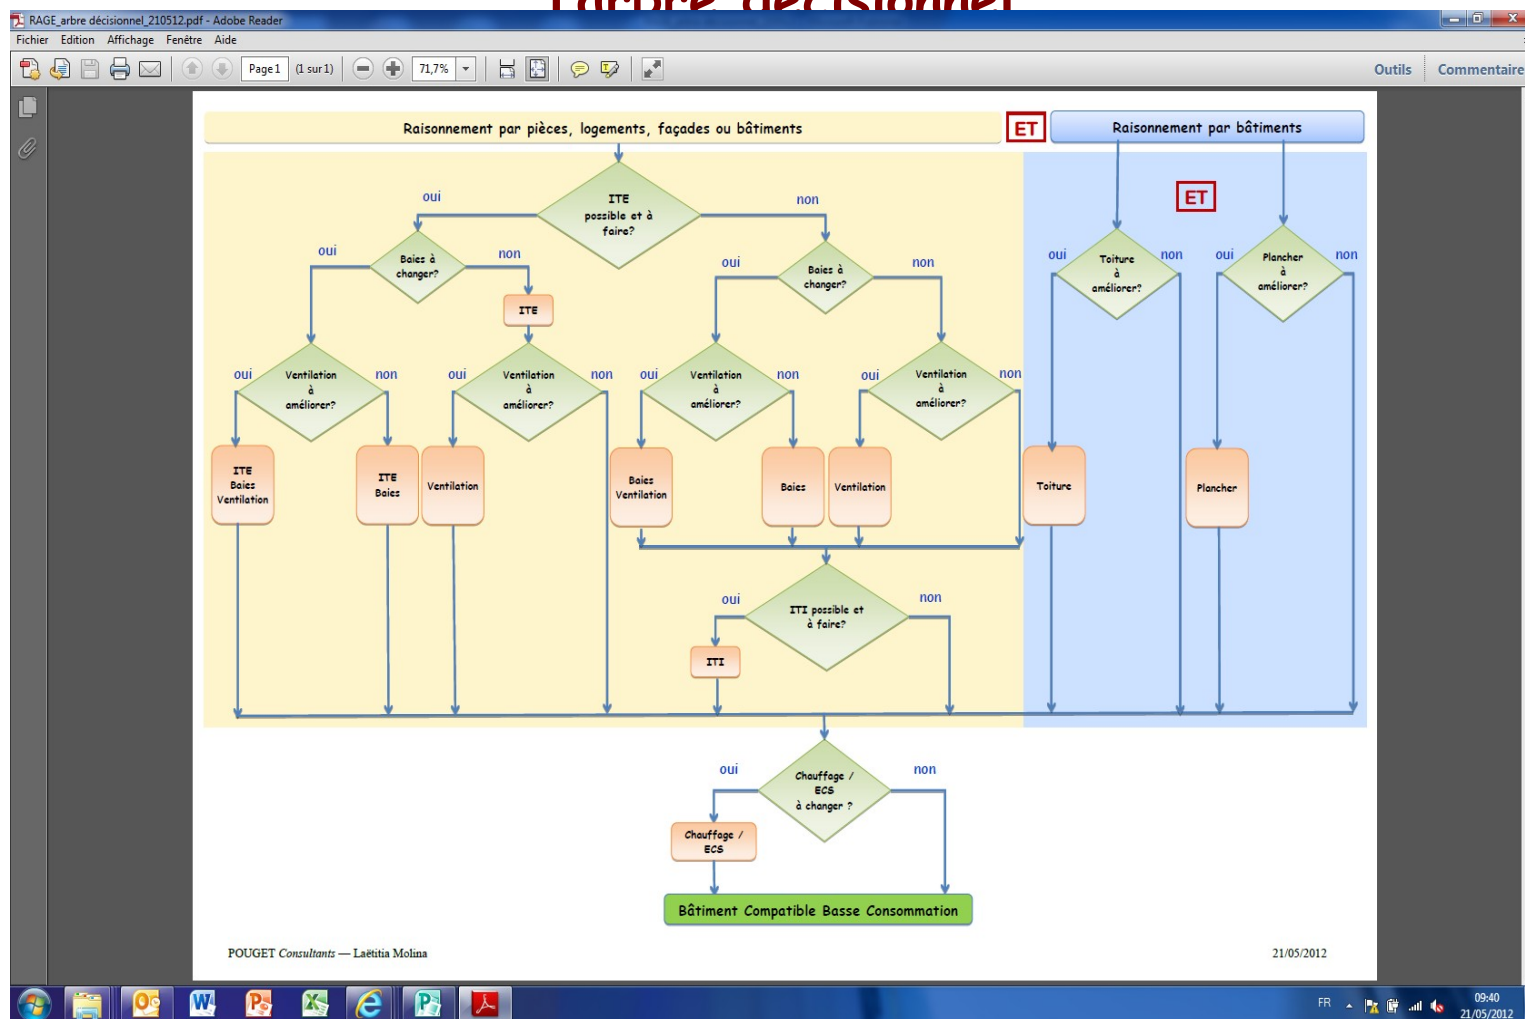 l'arbre décisionnel
RAGE_arbre décisionnel_210512.pdf - Adobe Reader
Fichier Edition Affichage Fenêtre Aide
Page 1 (1 sur 1) 71,7% Outils Commentaire
Raisonnement par pièces, logements, façades ou bâtiments
ET
Raisonnement par bâtiments
ET
ITE
possible et à
faire?
oui
non
Baies à
changer?
oui
non
ITE
Baies à
changer?
oui
non
Toiture
à
améliorer?
oui
non
Plancher
à
améliorer?
oui
non
Ventilation
à
améliorer?
oui
non
Ventilation
à
améliorer?
oui
non
Ventilation
à
améliorer?
oui
non
Ventilation
à
améliorer?
oui
non
ITE
Baies
Ventilation
ITE
Baies
Ventilation
Baies
Ventilation
Baies
Ventilation
Toiture
Plancher
ITI possible et
à faire?
oui
non
ITI
Chauffage /
ECS
à changer ?
oui
non
Chauffage /
ECS
Bâtiment Compatible Basse Consommation
POUGET Consultants — Laëtitia Molina
21/05/2012
FR
09:40
21/05/2012